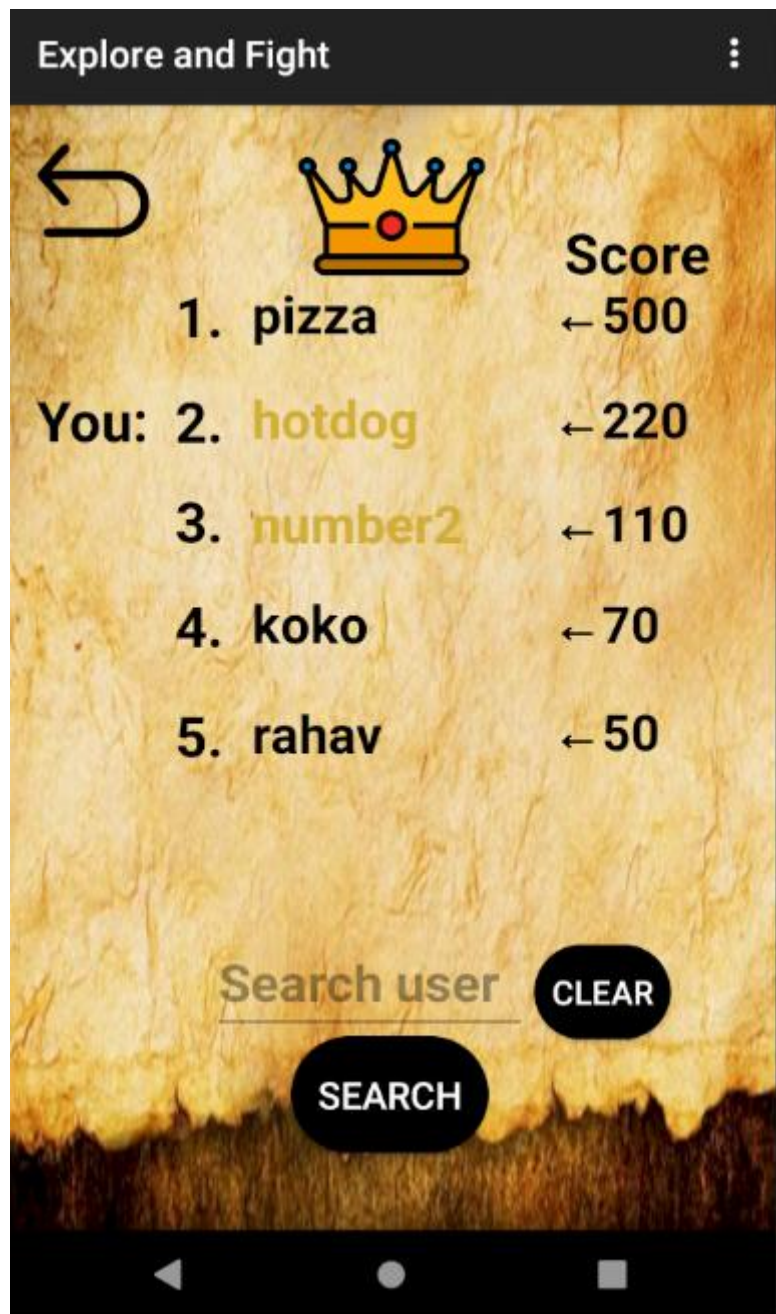 Explore and Fight
Score
1. pizza ←500
You: 2. hotdog ←220
3. number2 ←110
4. koko ←70
5. rahav ←50
Search user CLEAR
SEARCH